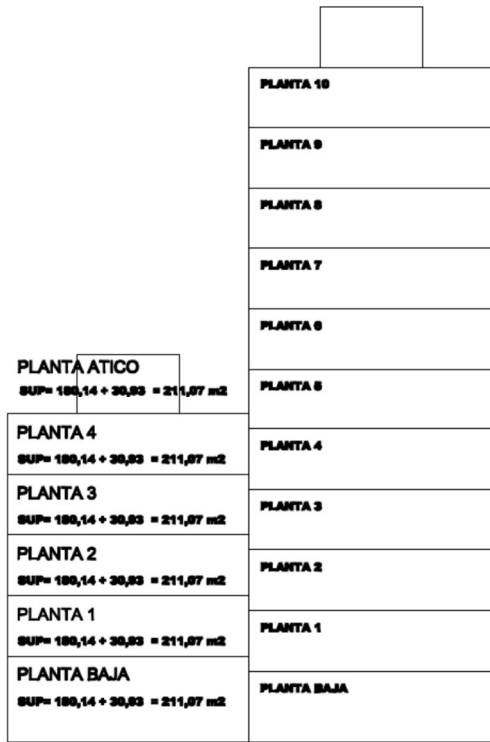 PLANTA 10
PLANTA 9
PLANTA 8
PLANTA 7
PLANTA 6
PLANTA 5
PLANTA 4
PLANTA 3
PLANTA 2
PLANTA 1
PLANTA BAJA
PLANTA ATICO
SUP= 180,14 + 30,93 = 211,07 m2
PLANTA 4
SUP= 180,14 + 30,93 = 211,07 m2
PLANTA 3
SUP= 180,14 + 30,93 = 211,07 m2
PLANTA 2
SUP= 180,14 + 30,93 = 211,07 m2
PLANTA 1
SUP= 180,14 + 30,93 = 211,07 m2
PLANTA BAJA
SUP= 180,14 + 30,93 = 211,07 m2